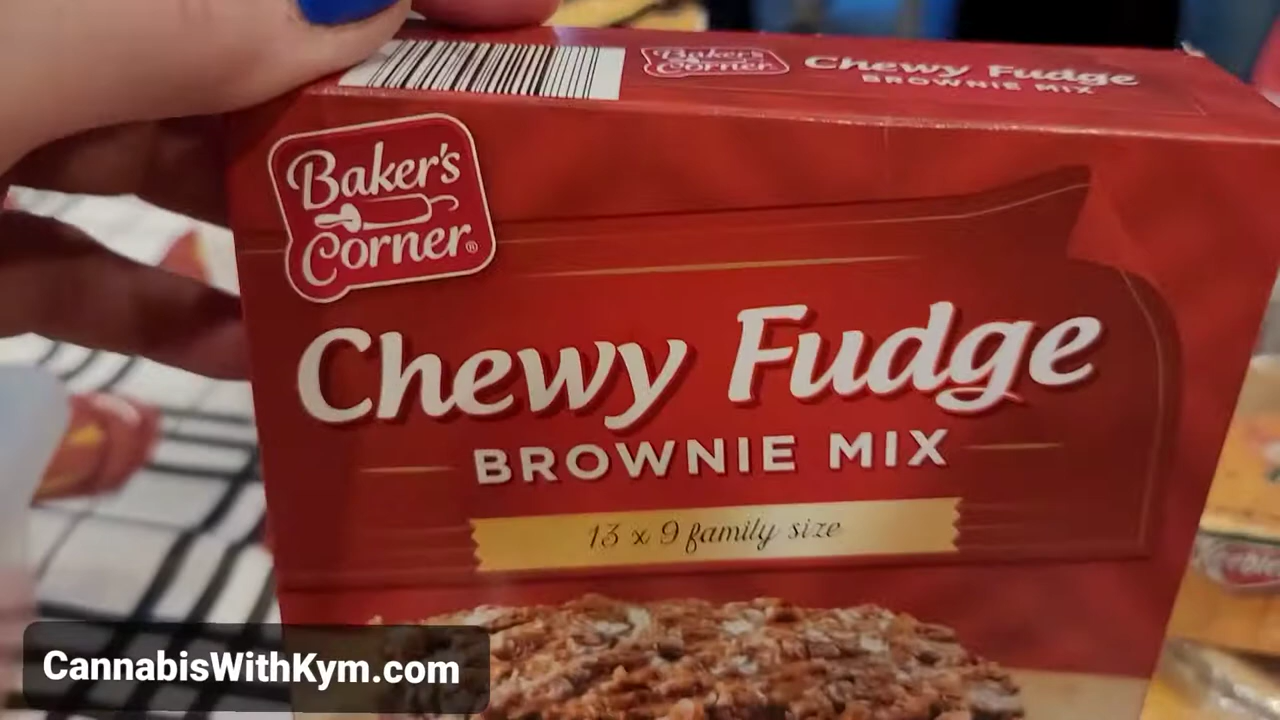 Baker's
Corner
Chewy Fudge
BROWNIE MIX
Baker's
Corner®
Chewy Fudge
BROWNIE MIX
13 x 9 family size
CannabisWithKym.com